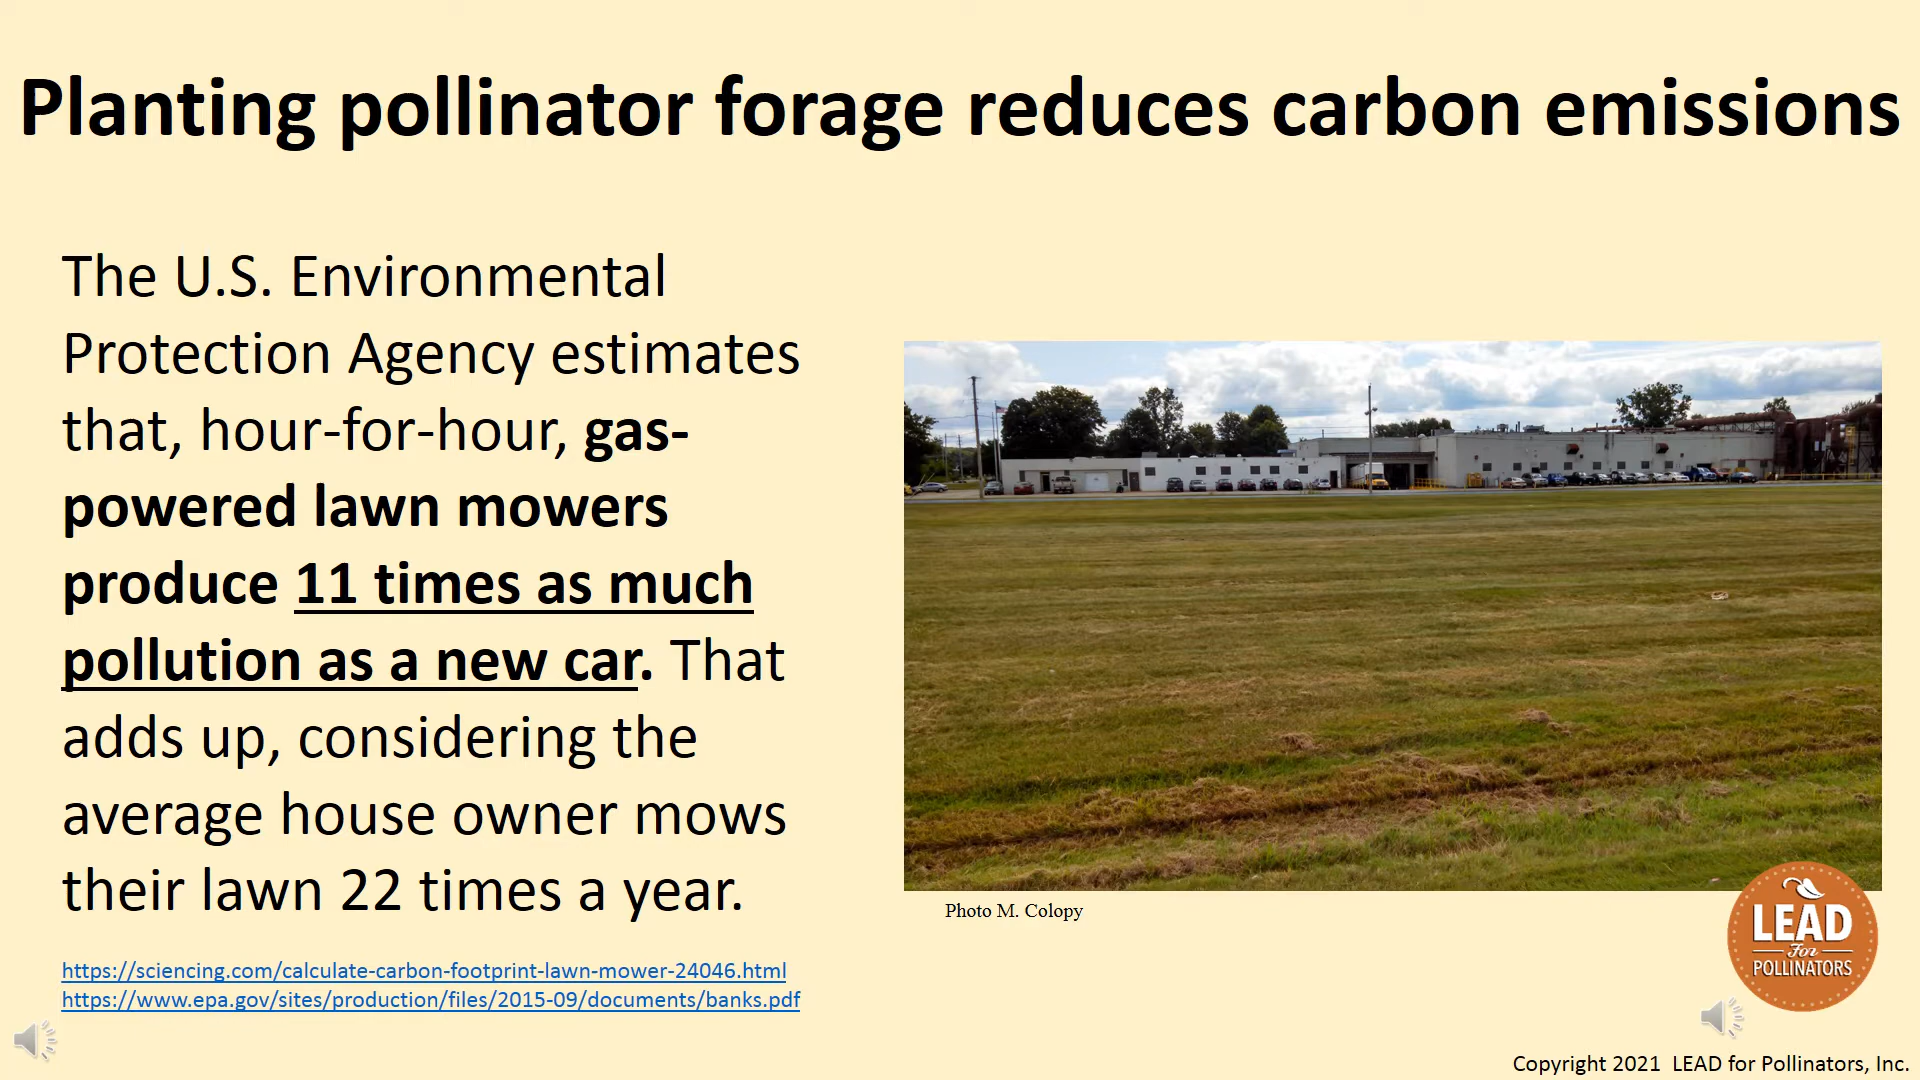 Planting pollinator forage reduces carbon emissions
The U.S. Environmental
Protection Agency estimates
that, hour-for-hour, gas-
powered lawn mowers
produce 11 times as much
pollution as a new car. That
adds up, considering the
average house owner mows
their lawn 22 times a year.
https://sciencing.com/calculate-carbon-footprint-lawn-mower-24046.html
https://www.epa.gov/sites/production/files/2015-09/documents/banks.pdf
Photo M. Colopy
LEAD
For
POLLINATORS
Copyright 2021 LEAD for Pollinators, Inc.